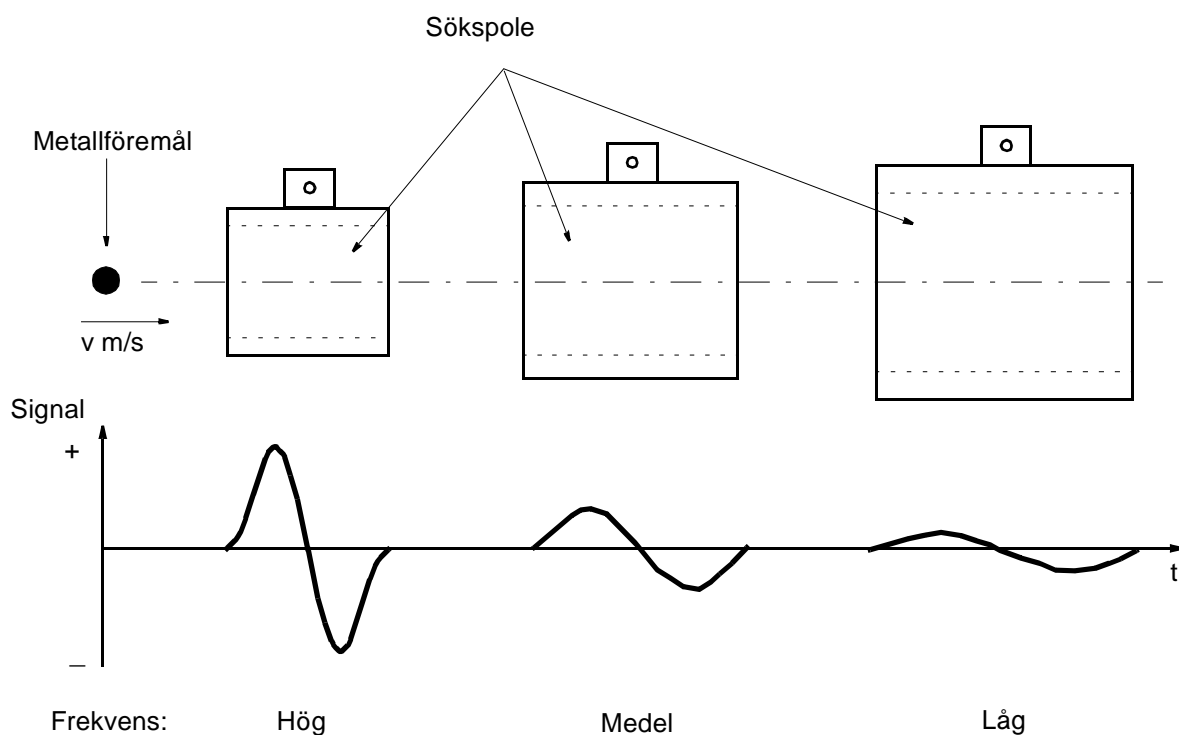 Sökspole
Metallföremål
v m/s
Signal
+
t
–
Frekvens: Hög Medel Låg